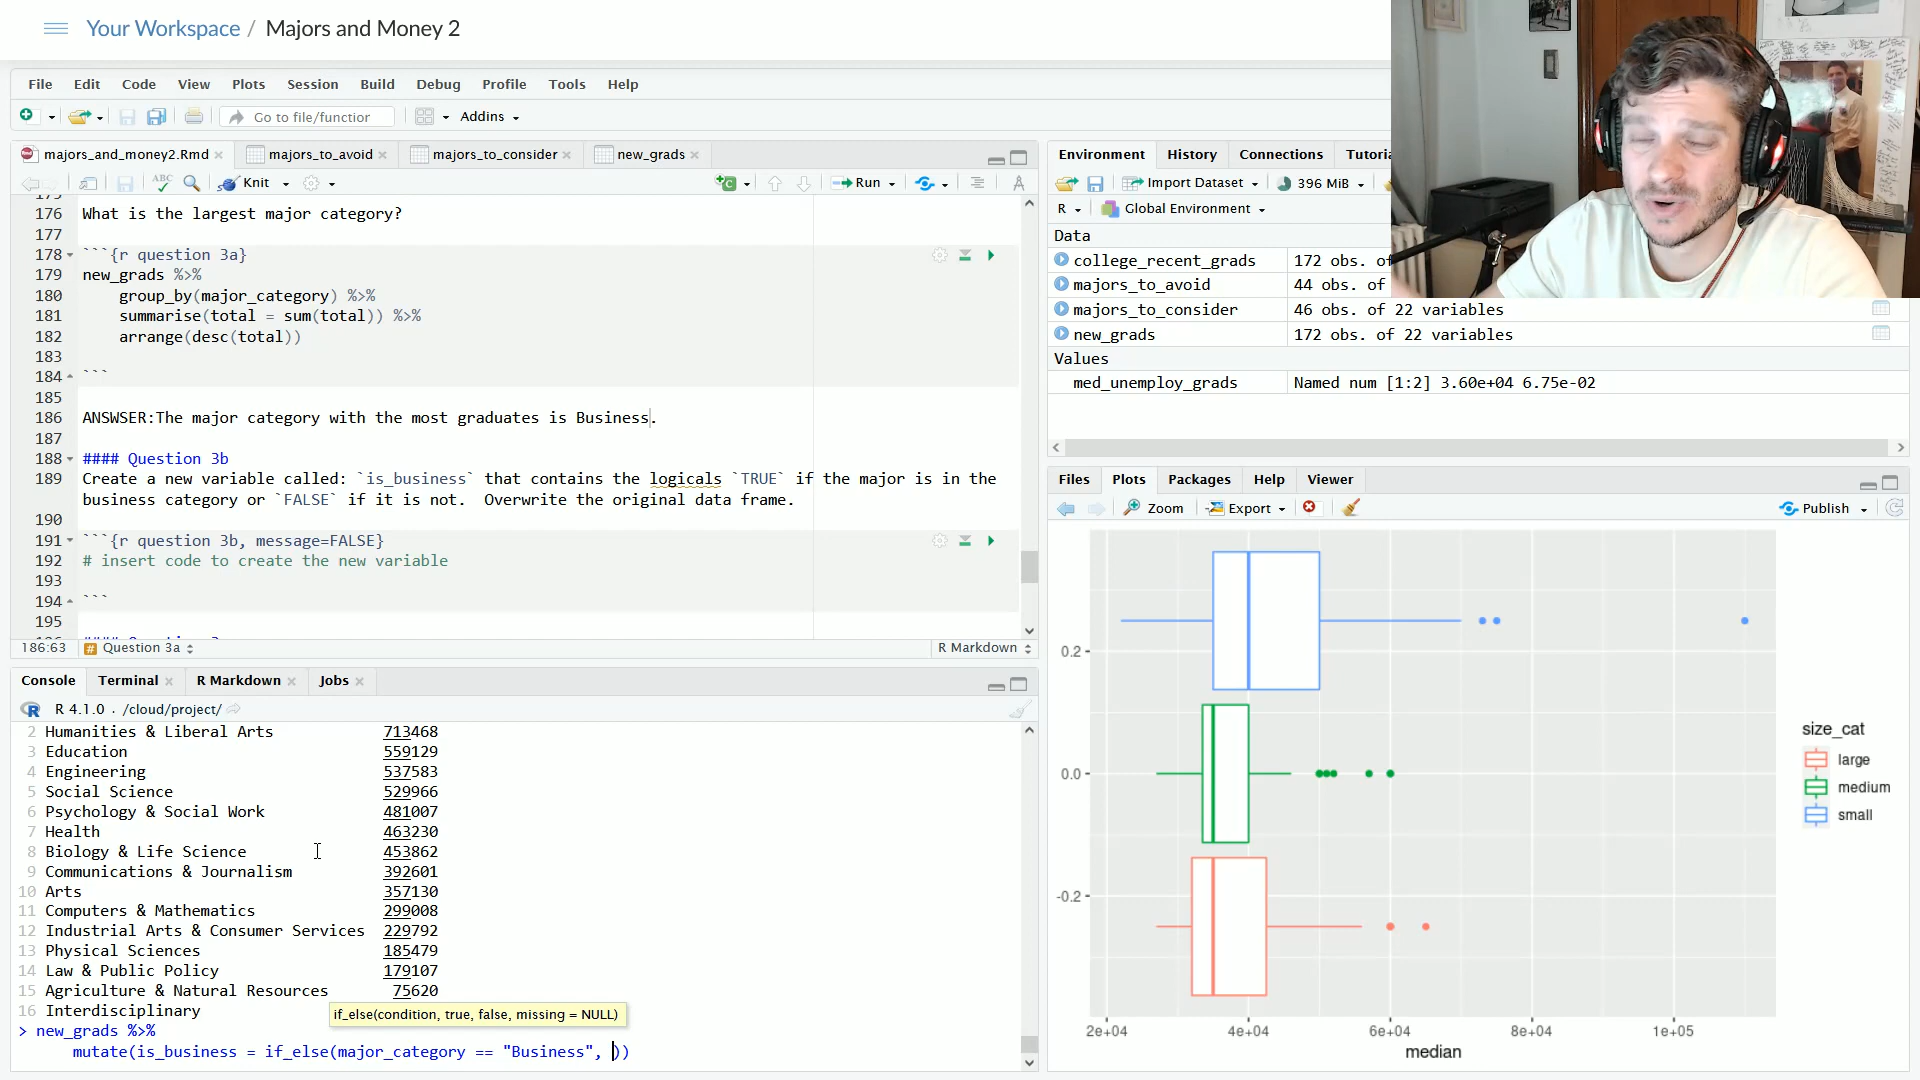 Your Workspace / Majors and Money 2
File Edit Code View Plots Session Build Debug Profile Tools Help
Go to file/function Addins
majors_and_money2.Rmd majors_to_avoid majors_to_consider new_grads
ABC Knit Run
176 What is the largest major category?
177
178 ```{r question 3a}
179 new_grads %>%
180 group_by(major_category) %>%
181 summarise(total = sum(total)) %>%
182 arrange(desc(total))
183
184 ```
185
186 ANSWSER:The major category with the most graduates is Business.
187
188 #### Question 3b
189 Create a new variable called: `is_business` that contains the logicals `TRUE` if the major is in the
business category or `FALSE` if it is not.  Overwrite the original data frame.
190
191 ```{r question 3b, message=FALSE}
192 # insert code to create the new variable
193
194 ```
195
186:63 # Question 3a R Markdown
Console Terminal R Markdown Jobs
R 4.1.0 . /cloud/project/
2 Humanities & Liberal Arts 713468
3 Education 559129
4 Engineering 537583
5 Social Science 529966
6 Psychology & Social Work 481007
7 Health 463230
8 Biology & Life Science 453862
9 Communications & Journalism 392601
10 Arts 357130
11 Computers & Mathematics 299008
12 Industrial Arts & Consumer Services 229792
13 Physical Sciences 185479
14 Law & Public Policy 179107
15 Agriculture & Natural Resources 75620
16 Interdisciplinary
if_else(condition, true, false, missing = NULL)
> new_grads %>%
mutate(is_business = if_else(major_category == "Business", ))
Environment History Connections Tutoria
Import Dataset 396 MiB
R Global Environment
Data
college_recent_grads 172 obs. of
majors_to_avoid 44 obs. of
majors_to_consider 46 obs. of 22 variables
new_grads 172 obs. of 22 variables
Values
med_unemploy_grads Named num [1:2] 3.60e+04 6.75e-02
Files Plots Packages Help Viewer
Zoom Export Publish
0.2
0.0
-0.2
2e+04 4e+04 6e+04 8e+04 1e+05
median
size_cat
large
medium
small